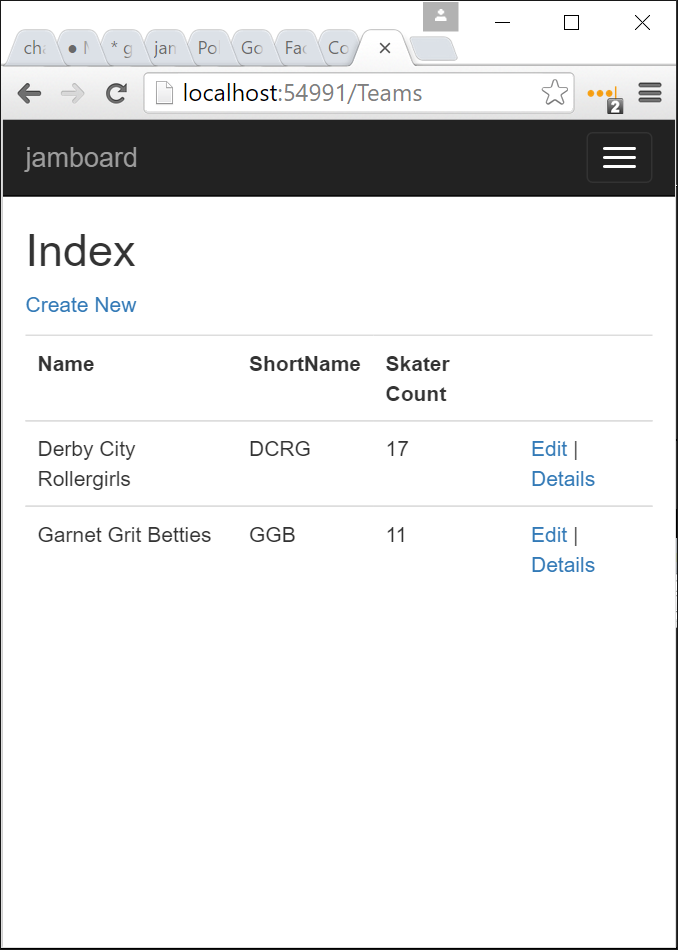 cha ● * g jan Pol Go Fac Co
localhost:54991/Teams
2
jamboard
Index
Create New
Name ShortName Skater
Count
Derby City DCRG 17 Edit |
Rollergirls Details
Garnet Grit Betties GGB 11 Edit |
Details